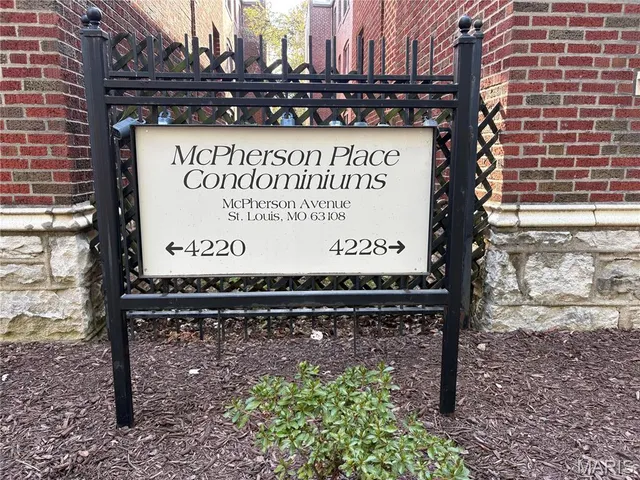 McPherson Place
Condominiums
McPherson Avenue
St. Louis, MO 63108
←4220 4228→
MARIS